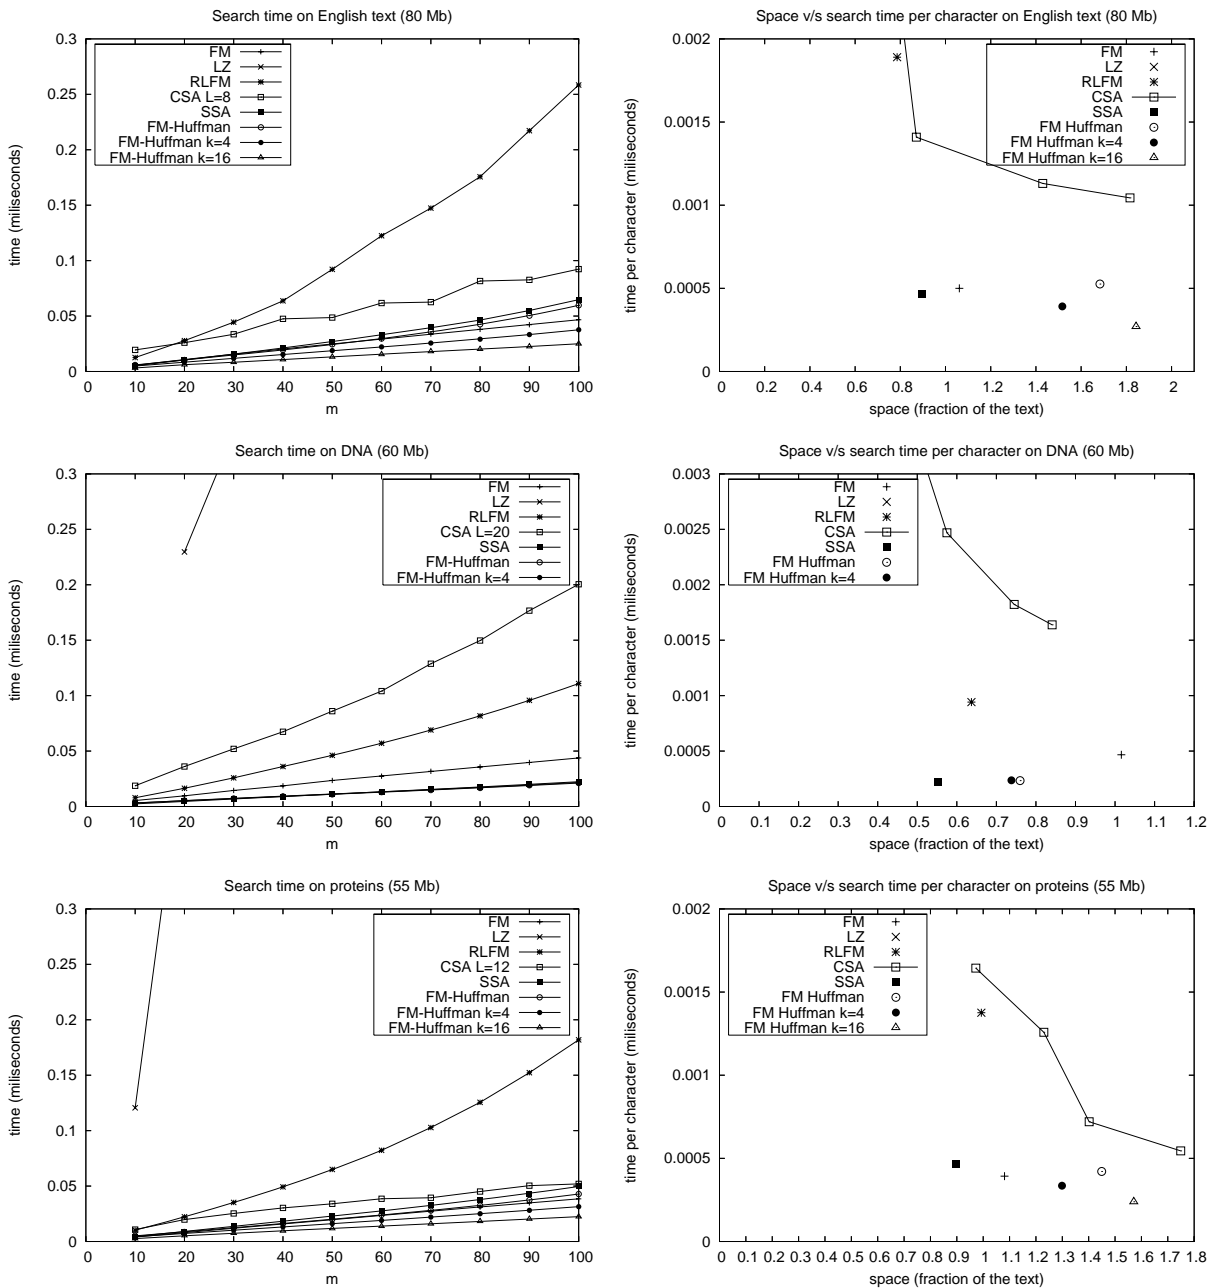 Search time on English text (80 Mb)
0.3
0.25
0.2
0.15
0.1
0.05
0
time (miliseconds)
FM
LZ
RLFM
CSA L=8
SSA
FM-Huffman
FM-Huffman k=4
FM-Huffman k=16
0 10 20 30 40 50 60 70 80 90 100
m
Space v/s search time per character on English text (80 Mb)
0.002
0.0015
0.001
0.0005
0
time per character (miliseconds)
FM
LZ
RLFM
CSA
SSA
FM Huffman
FM Huffman k=4
FM Huffman k=16
0 0.2 0.4 0.6 0.8 1 1.2 1.4 1.6 1.8 2
space (fraction of the text)
Search time on DNA (60 Mb)
0.3
0.25
0.2
0.15
0.1
0.05
0
time (miliseconds)
FM
LZ
RLFM
CSA L=20
SSA
FM-Huffman
FM-Huffman k=4
0 10 20 30 40 50 60 70 80 90 100
m
Space v/s search time per character on DNA (60 Mb)
0.003
0.0025
0.002
0.0015
0.001
0.0005
0
time per character (miliseconds)
FM
LZ
RLFM
CSA
SSA
FM Huffman
FM Huffman k=4
0 0.1 0.2 0.3 0.4 0.5 0.6 0.7 0.8 0.9 1 1.1 1.2
space (fraction of the text)
Search time on proteins (55 Mb)
0.3
0.25
0.2
0.15
0.1
0.05
0
time (miliseconds)
FM
LZ
RLFM
CSA L=12
SSA
FM-Huffman
FM-Huffman k=4
FM-Huffman k=16
0 10 20 30 40 50 60 70 80 90 100
m
Space v/s search time per character on proteins (55 Mb)
0.002
0.0015
0.001
0.0005
0
time per character (miliseconds)
FM
LZ
RLFM
CSA
SSA
FM Huffman
FM Huffman k=4
FM Huffman k=16
0 0.1 0.2 0.3 0.4 0.5 0.6 0.7 0.8 0.9 1 1.1 1.2 1.3 1.4 1.5 1.6 1.7 1.8
space (fraction of the text)